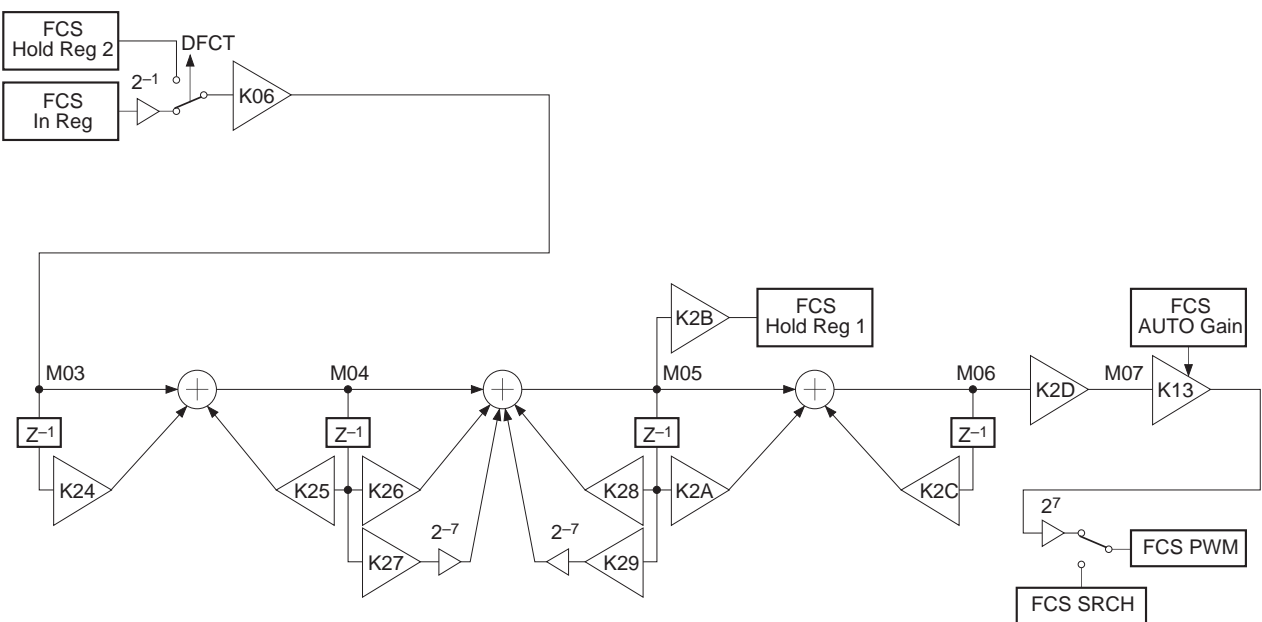 FCS
Hold Reg 2
DFCT
2–1
FCS
In Reg
K06
FCS
Hold Reg 1
K2B
FCS
AUTO Gain
M03
M04
M05
M06
M07
K2D
K13
Z–1
Z–1
Z–1
Z–1
K24
K25
K26
K28
K2A
K2C
K27
2–7
2–7
K29
27
FCS PWM
FCS SRCH